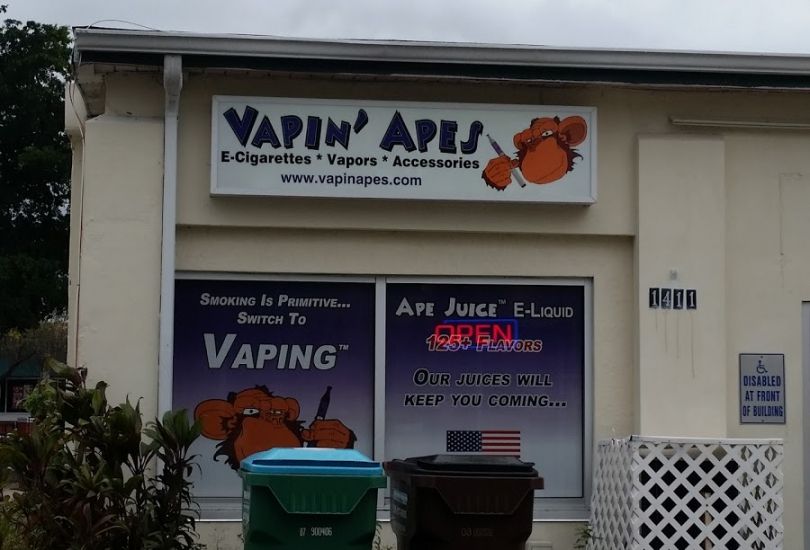 VAPIN' APES
E-Cigarettes * Vapors * Accessories
www.vapinapes.com
SMOKING IS PRIMITIVE...
SWITCH TO
VAPING™
APE JUICE™ E-LIQUID
OPEN
125+ FLAVORS
OUR JUICES WILL
KEEP YOU COMING...
1411
DISABLED
AT FRONT
OF BUILDING